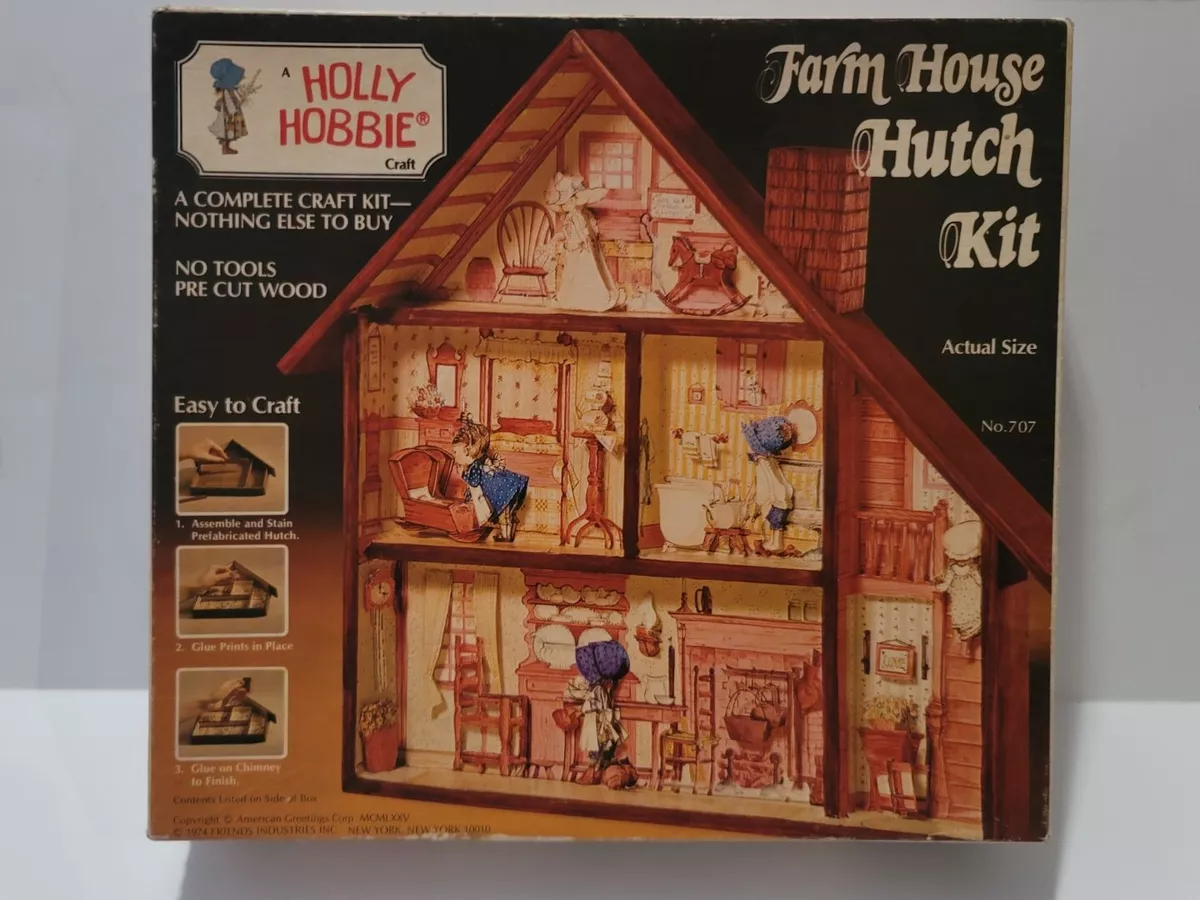 A HOLLY
HOBBIE®
Craft
A COMPLETE CRAFT KIT—
NOTHING ELSE TO BUY
NO TOOLS
PRE CUT WOOD
Farm House
Hutch
Kit
Actual Size
No.707
Easy to Craft
1. Assemble and Stain
Prefabricated Hutch.
2. Glue Prints in Place
3. Glue on Chimney
to Finish.
Contents Listed on Side of Box
Copyright © American Greetings Corp. MCMLXXV
© 1974 FRIENDS INDUSTRIES INC. NEW YORK, NEW YORK 10010
LOVE